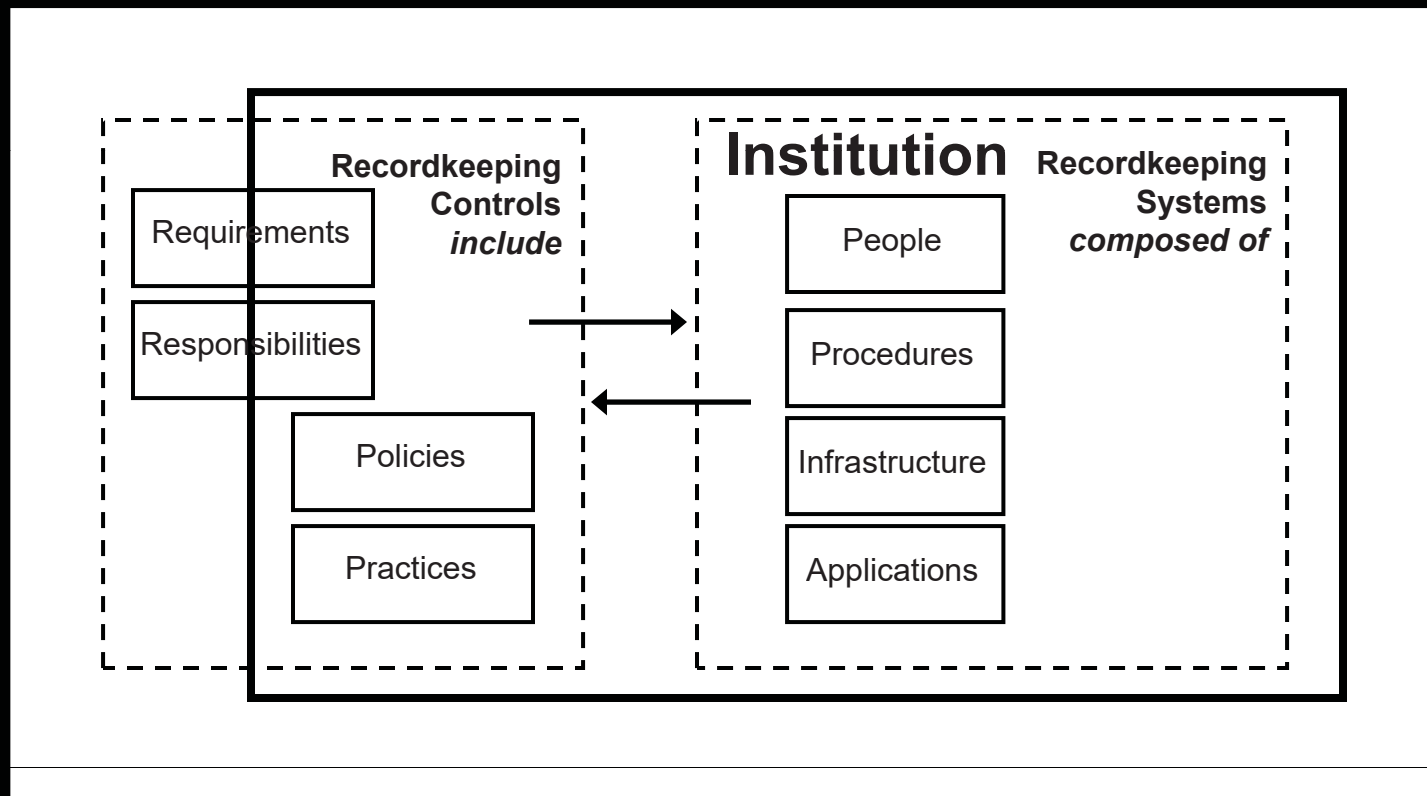 Institution
Recordkeeping
Controls
include
Requirements
Responsibilities
Policies
Practices
Recordkeeping
Systems
composed of
People
Procedures
Infrastructure
Applications